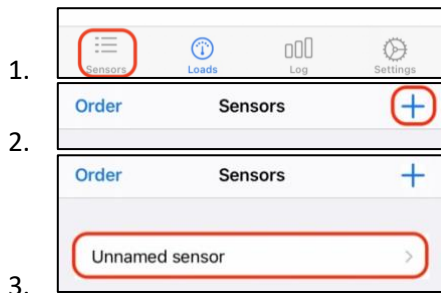 1.
Sensors Loads Log Settings
2.
Order Sensors +
3.
Order Sensors +
Unnamed sensor >